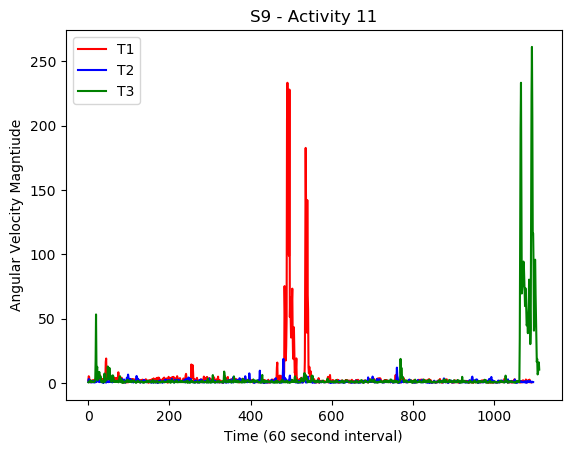 S9 - Activity 11
T1
T2
T3
Angular Velocity Magntiude
250
200
150
100
50
0
0 200 400 600 800 1000
Time (60 second interval)